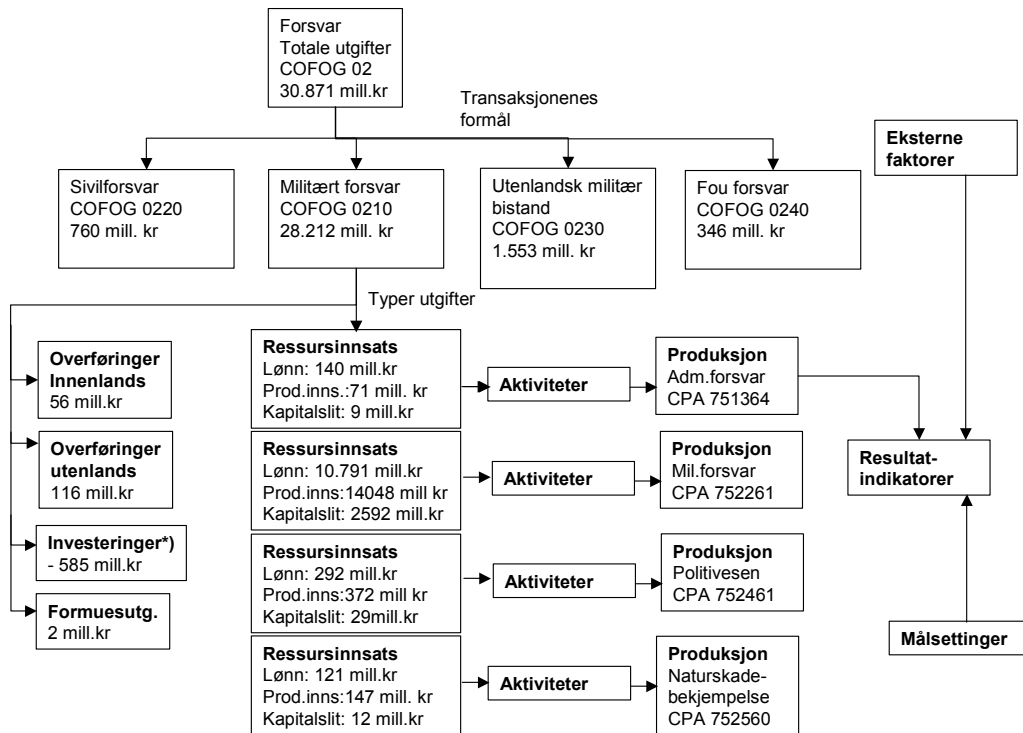 Forsvar
Totale utgifter
COFOG 02
30.871 mill.kr
Transaksjonenes
formål
Eksterne
faktorer
Sivilforsvar
COFOG 0220
760 mill. kr
Militært forsvar
COFOG 0210
28.212 mill. kr
Utenlandsk militær
bistand
COFOG 0230
1.553 mill. kr
Fou forsvar
COFOG 0240
346 mill. kr
Typer utgifter
Overføringer
Innenlands
56 mill.kr
Overføringer
utenlands
116 mill.kr
Investeringer*)
- 585 mill.kr
Formuesutg.
2 mill.kr
Ressursinnsats
Lønn: 140 mill.kr
Prod.inns.:71 mill. kr
Kapitalslit: 9 mill.kr
Aktiviteter
Produksjon
Adm.forsvar
CPA 751364
Ressursinnsats
Lønn: 10.791 mill.kr
Prod.inns:14048 mill kr
Kapitalslit: 2592 mill.kr
Aktiviteter
Produksjon
Mil.forsvar
CPA 752261
Resultat-
indikatorer
Ressursinnsats
Lønn: 292 mill.kr
Prod.inns:372 mill kr
Kapitalslit: 29mill.kr
Aktiviteter
Produksjon
Politivesen
CPA 752461
Målsettinger
Ressursinnsats
Lønn: 121 mill.kr
Prod.inns:147 mill. kr
Kapitalslit: 12 mill.kr
Aktiviteter
Produksjon
Naturskade-
bekjempelse
CPA 752560